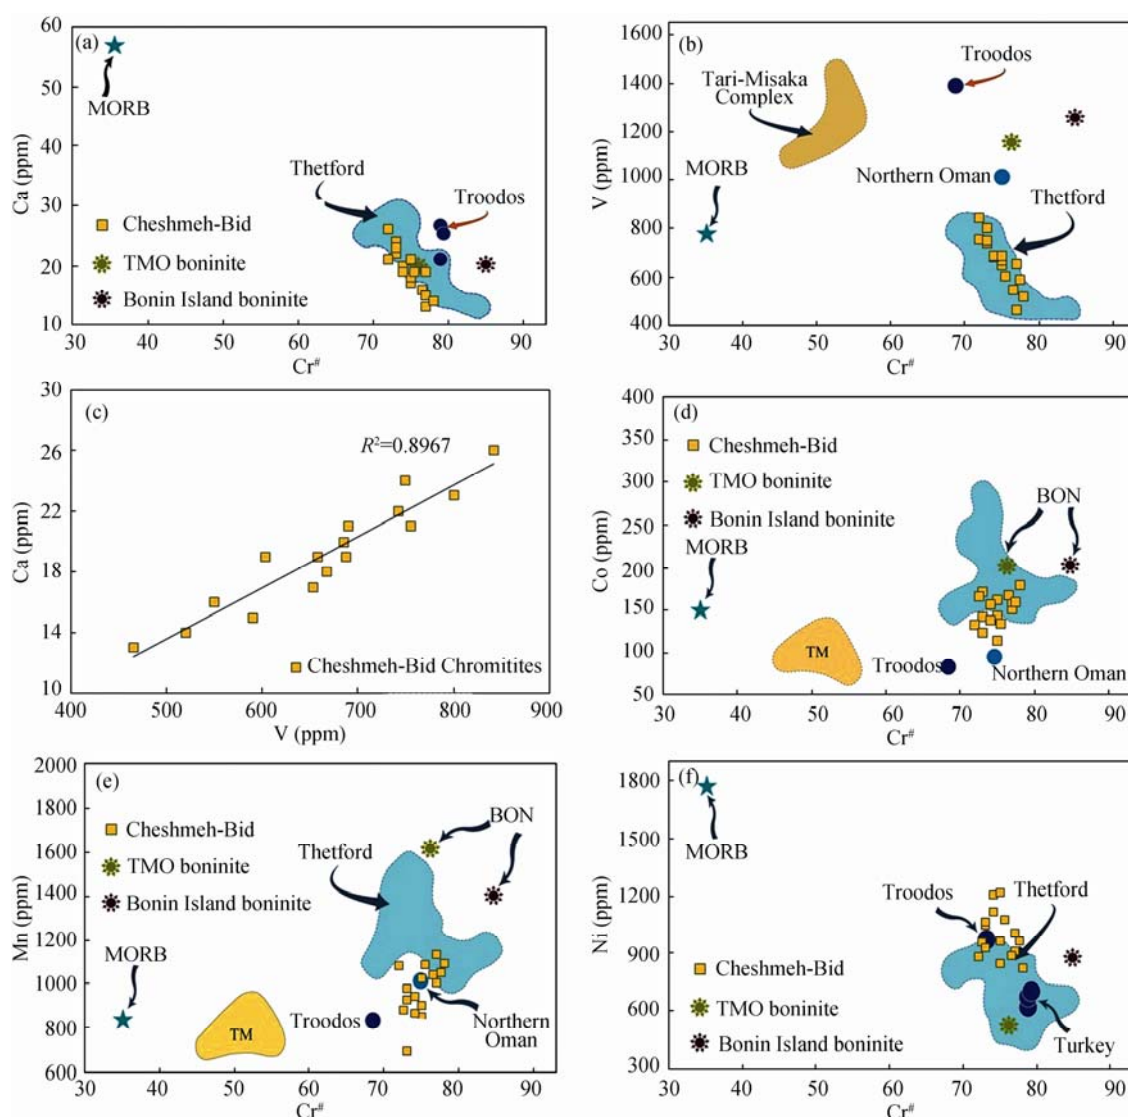 (a)
60
50
40
30
20
10
Ca (ppm)
MORB
Thetford
Troodos
Cheshmeh-Bid
TMO boninite
Bonin Island boninite
30 40 50 60 70 80 90
Cr#
(b)
1600
1400
1200
1000
800
600
400
V (ppm)
Tari-Misaka
Complex
Troodos
MORB
Northern Oman
Thetford
30 40 50 60 70 80 90
Cr#
(c)
30
26
22
18
14
10
Ca (ppm)
R²=0.8967
Cheshmeh-Bid Chromitites
400 500 600 700 800 900
V (ppm)
(d)
400
350
300
250
200
150
100
50
Co (ppm)
Cheshmeh-Bid
TMO boninite
Bonin Island boninite
BON
MORB
TM
Troodos
Northern Oman
30 40 50 60 70 80 90
Cr#
(e)
2000
1800
1600
1400
1200
1000
800
600
Mn (ppm)
Cheshmeh-Bid
TMO boninite
Bonin Island boninite
Thetford
BON
MORB
TM
Troodos
Northern
Oman
30 40 50 60 70 80 90
Cr#
(f)
1800
1500
1200
900
600
300
Ni (ppm)
MORB
Troodos
Thetford
Cheshmeh-Bid
TMO boninite
Bonin Island boninite
Turkey
30 40 50 60 70 80 90
Cr#